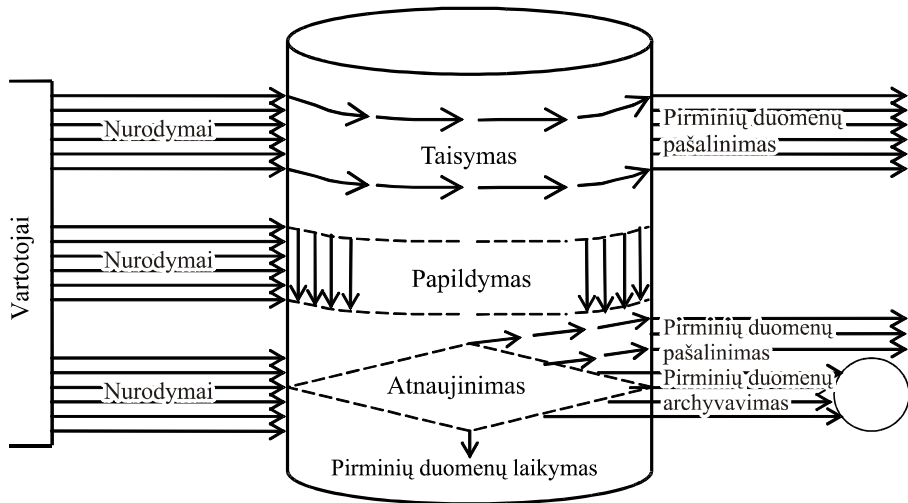 Vartotojai
Nurodymai
Taisymas
Pirminių duomenų
pašalinimas
Nurodymai
Papildymas
Pirminių duomenų
pašalinimas
Nurodymai
Atnaujinimas
Pirminių duomenų
archyvavimas
Pirminių duomenų laikymas